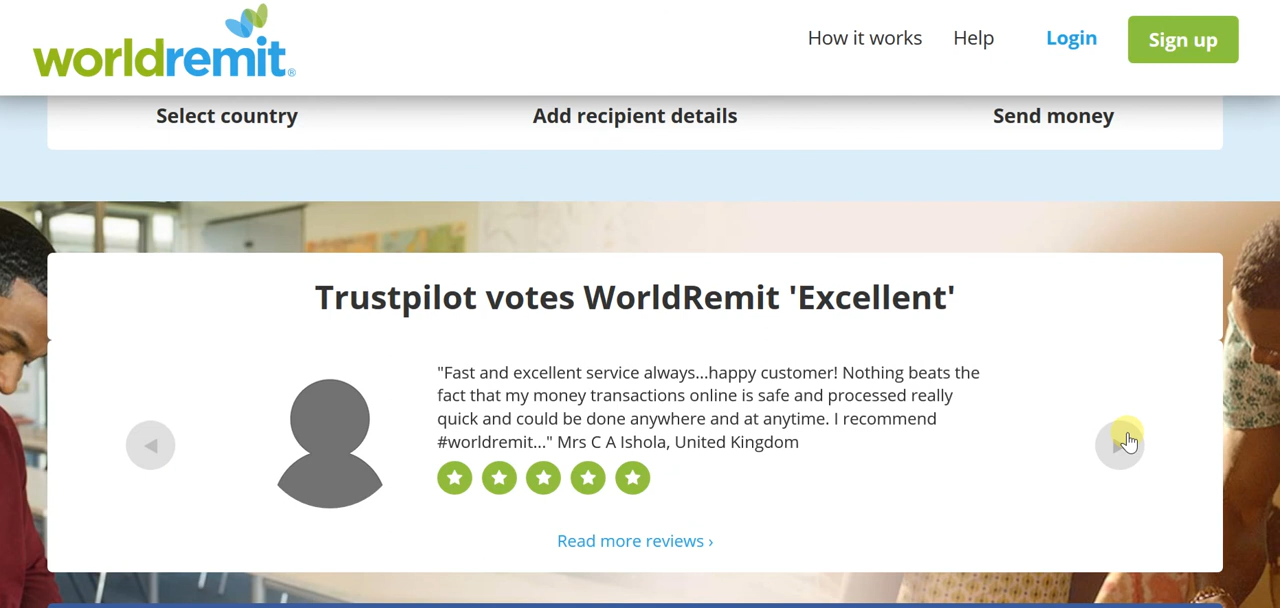 worldremit®
How it works
Help
Login
Sign up
Select country
Add recipient details
Send money
Trustpilot votes WorldRemit 'Excellent'
"Fast and excellent service always...happy customer! Nothing beats the
fact that my money transactions online is safe and processed really
quick and could be done anywhere and at anytime. I recommend
#worldremit..." Mrs C A Ishola, United Kingdom
Read more reviews ›